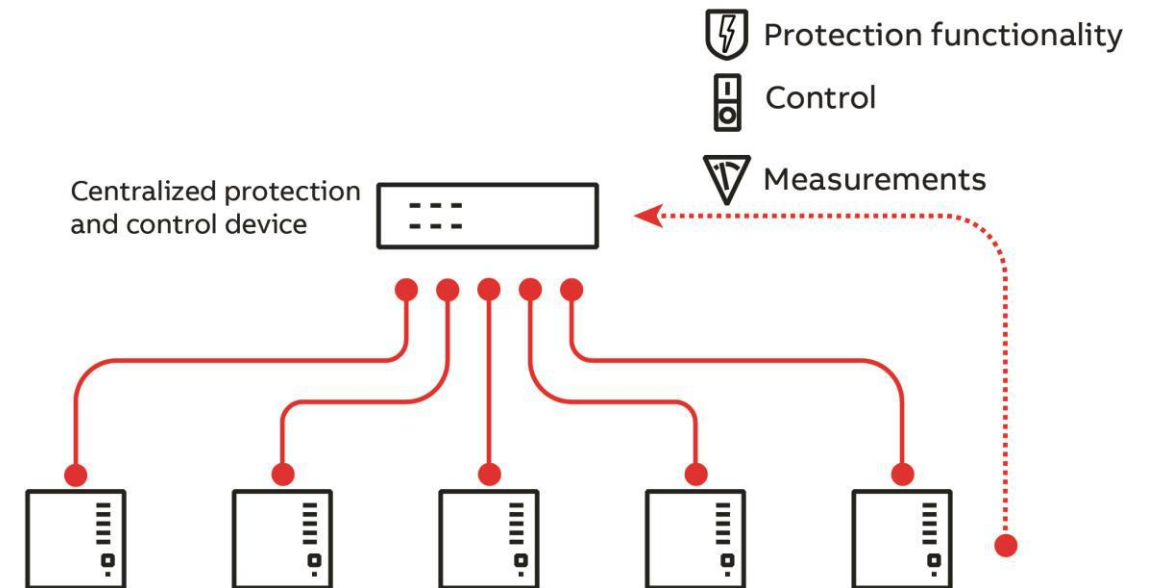 Protection functionality
Control
Measurements
Centralized protection
and control device